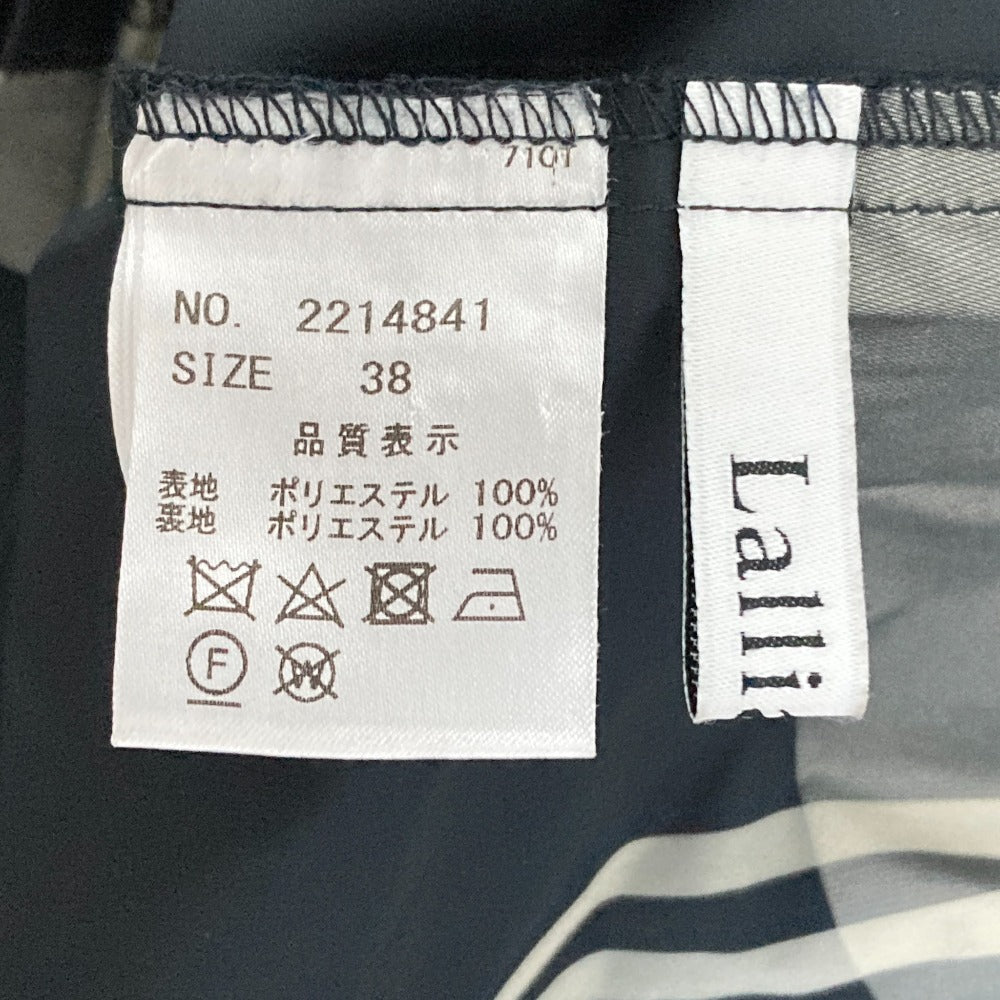 710T
NO. 2214841
SIZE 38
品質表示
表地 ポリエステル 100%
裏地 ポリエステル 100%
F
W
Lalli